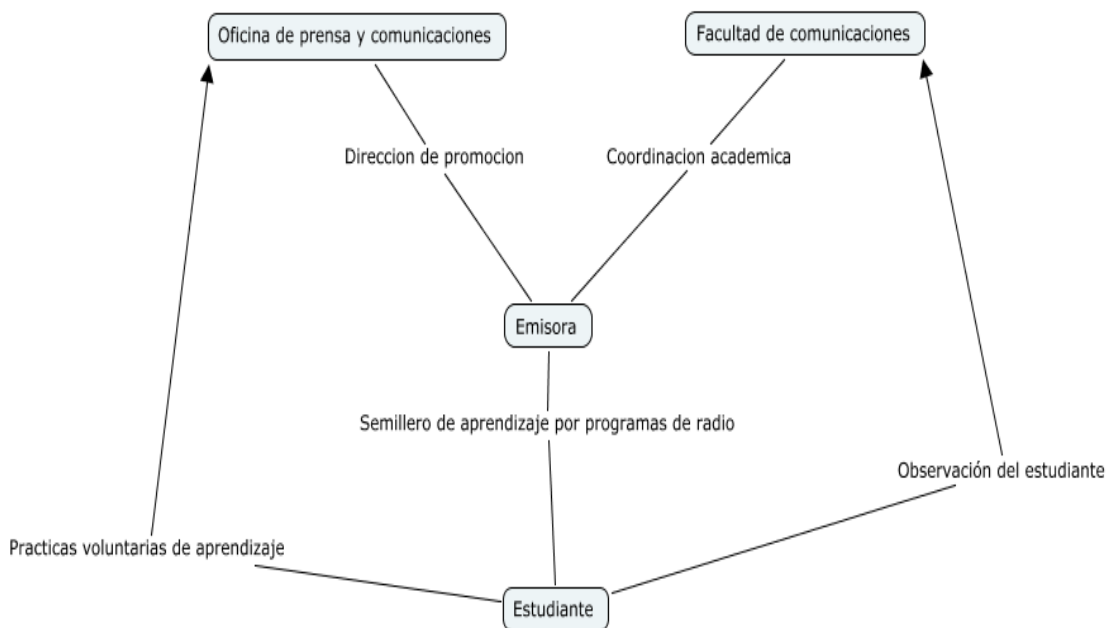 Oficina de prensa y comunicaciones
Facultad de comunicaciones
Direccion de promocion
Coordinacion academica
Emisora
Semillero de aprendizaje por programas de radio
Observación del estudiante
Practicas voluntarias de aprendizaje
Estudiante